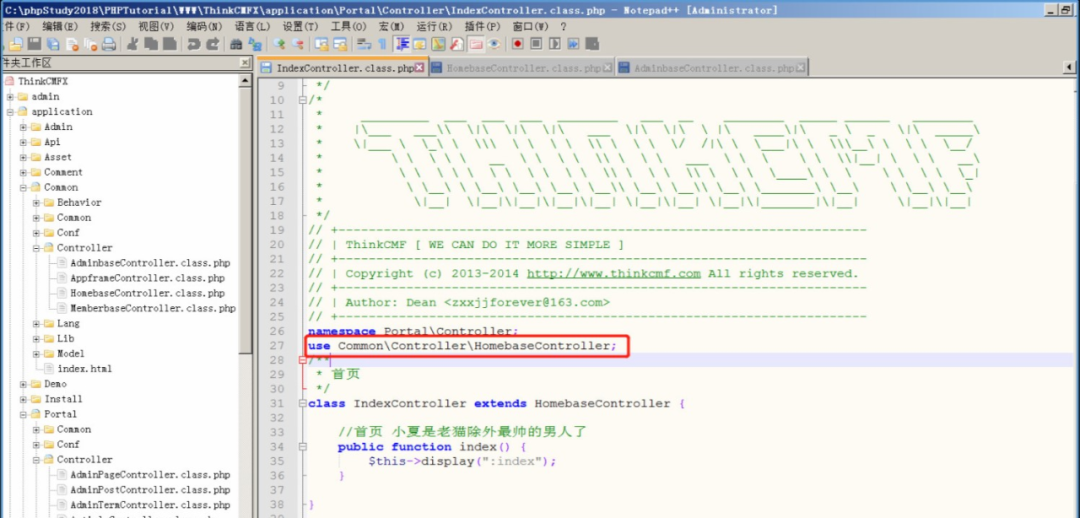 C:\phpStudy2018\PHPTutorial\WWW\ThinkCMFX\application\Portal\Controller\IndexController.class.php - Notepad++ [Administrator]
件(F) 编辑(E) 搜索(S) 视图(V) 编码(N) 语言(L) 设置(T) 工具(O) 宏(M) 运行(R) 插件(P) 窗口(W) ?
件夹工作区
IndexController.class.php
HomebaseController.class.php
AdminbaseController.class.php
ThinkCMFX
admin
application
Admin
Api
Asset
Comment
Common
Behavior
Common
Conf
Controller
AdminbaseController.class.php
AppframeController.class.php
HomebaseController.class.php
MemberbaseController.class.php
Lang
Lib
Model
index.html
Demo
Install
Portal
Common
Conf
Controller
AdminPageController.class.php
AdminPostController.class.php
AdminTermController.class.php
9 */
10 /*
11 *
12 *
13 *
14 *
15 *
16 *
17 *
18 */
19 // +----------------------------------------------------------------------
20 // | ThinkCMF [ WE CAN DO IT MORE SIMPLE ]
21 // +----------------------------------------------------------------------
22 // | Copyright (c) 2013-2014 http://www.thinkcmf.com All rights reserved.
23 // +----------------------------------------------------------------------
24 // | Author: Dean <zxxjjforever@163.com>
25 // +----------------------------------------------------------------------
26 namespace Portal\Controller;
27 use Common\Controller\HomebaseController;
28 /**
29 * 首页
30 */
31 class IndexController extends HomebaseController {
32
33 //首页 小夏是老猫除外最帅的男人了
34 public function index() {
35 $this->display(":index");
36 }
37
38 }